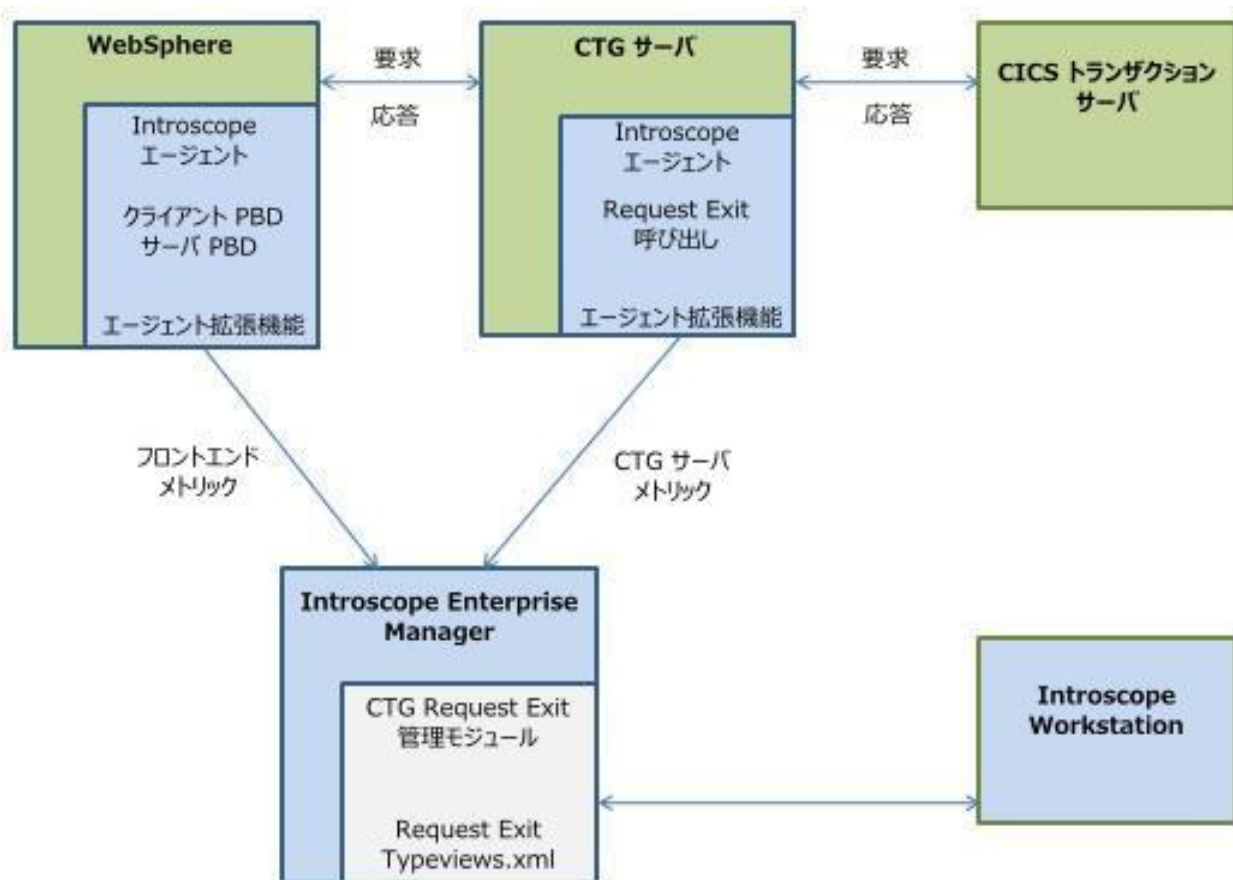 WebSphere
Introscope
エージェント
クライアント PBD
サーバ PBD
エージェント拡張機能
要求
応答
CTG サーバ
Introscope
エージェント
Request Exit
呼び出し
エージェント拡張機能
要求
応答
CICS トランザクション
サーバ
フロントエンド
メトリック
CTG サーバ
メトリック
Introscope Enterprise
Manager
CTG Request Exit
管理モジュール
Request Exit
Typeviews.xml
Introscope
Workstation